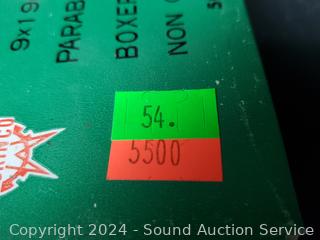 9x19
PARAB
BOXER
NON
54.
5500
Copyright 2024 - Sound Auction Service